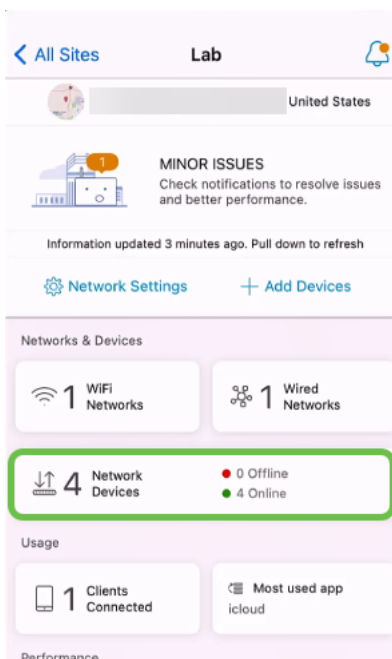 All Sites
Lab
United States
1
MINOR ISSUES
Check notifications to resolve issues
and better performance.
Information updated 3 minutes ago. Pull down to refresh
Network Settings
Add Devices
Networks & Devices
1 WiFi
Networks
1 Wired
Networks
4 Network
Devices
0 Offline
4 Online
Usage
1 Clients
Connected
Most used app
icloud
Performance